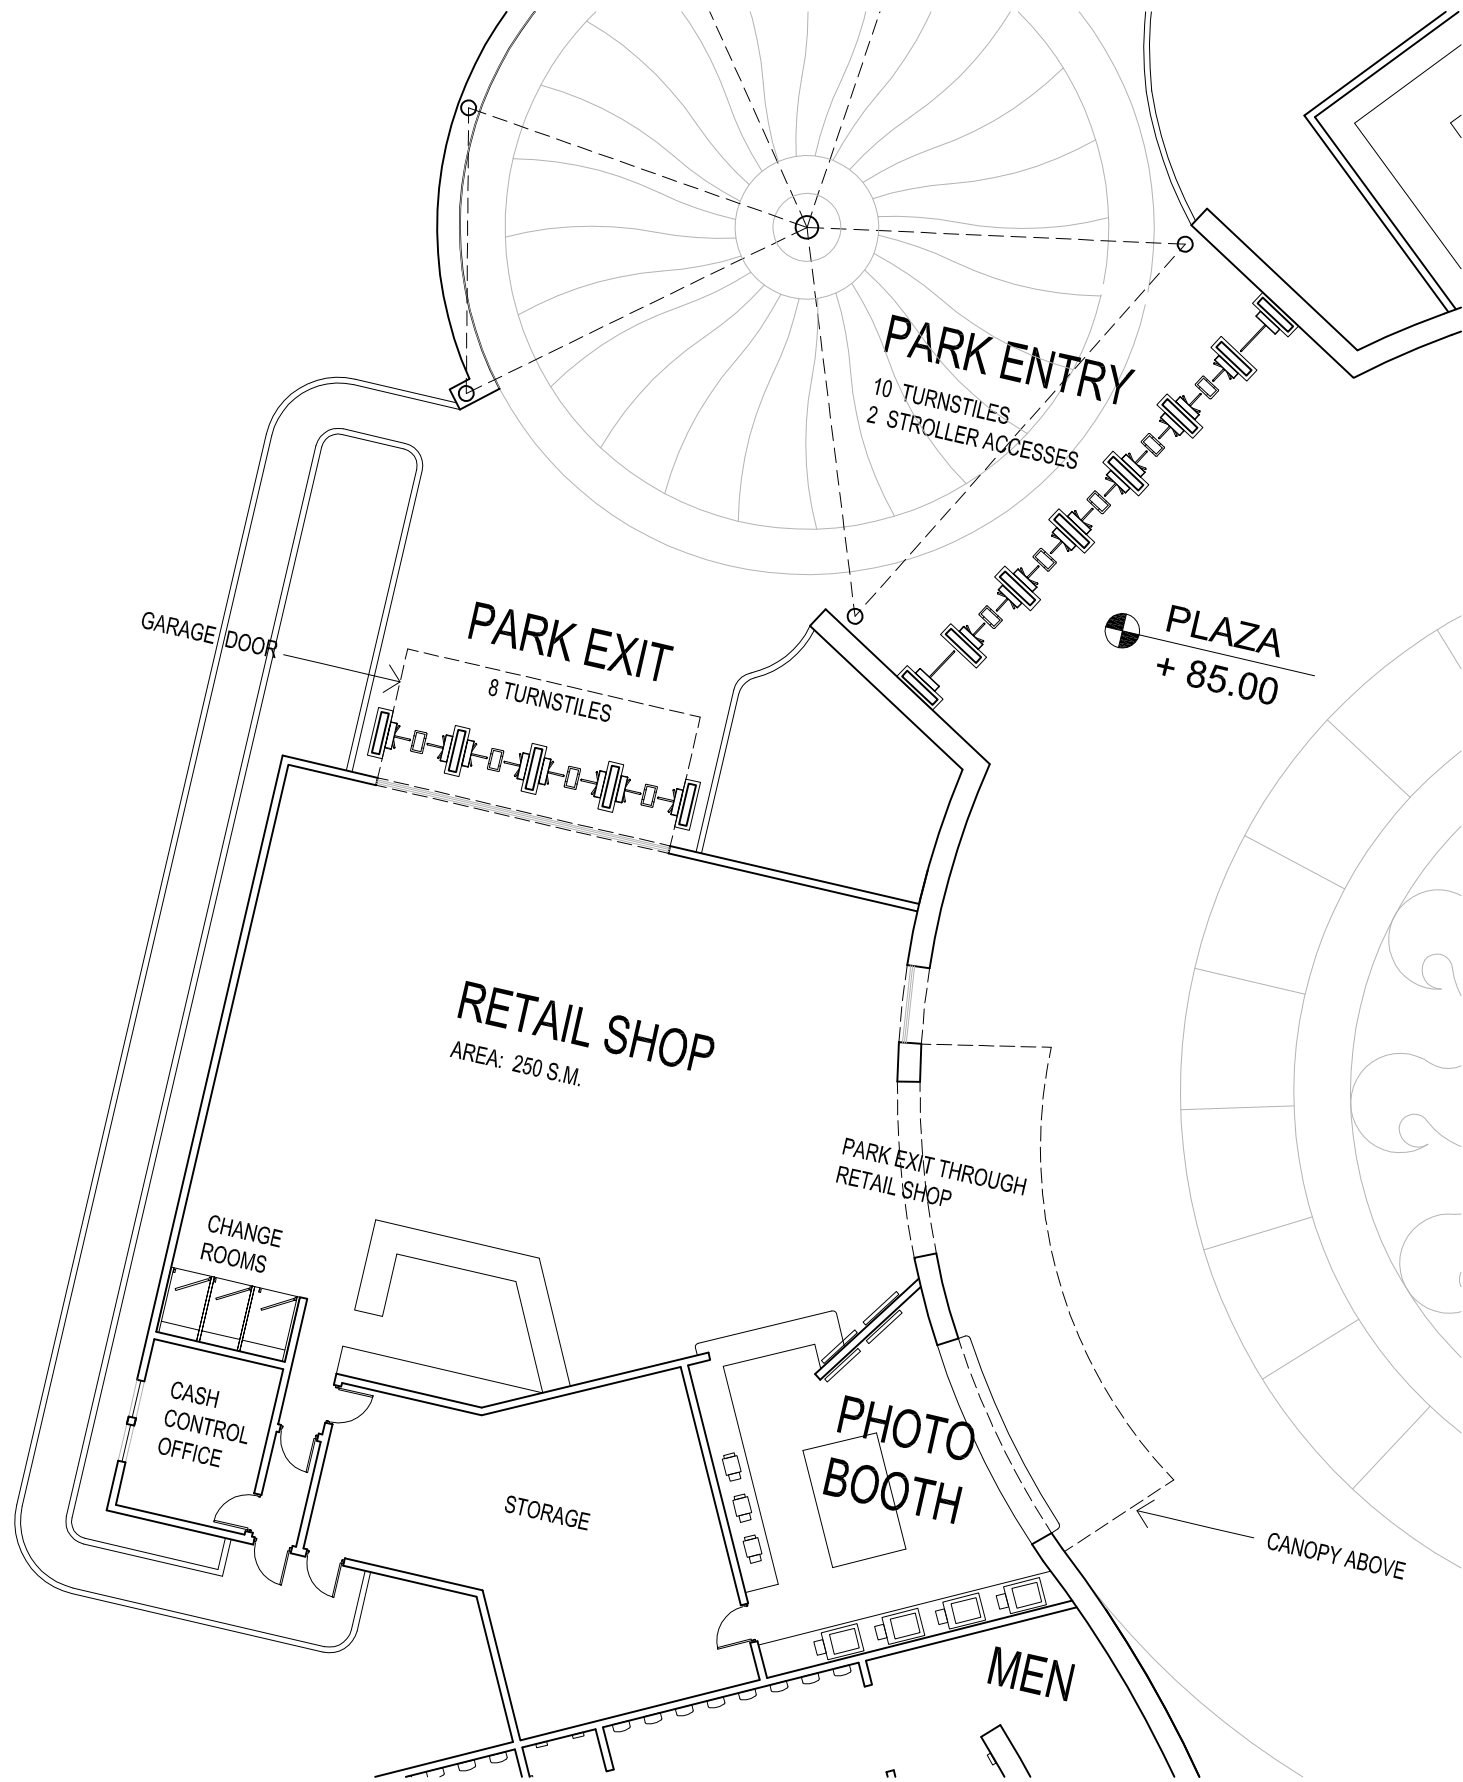 PARK ENTRY
10 TURNSTILES
2 STROLLER ACCESSES
PLAZA
+ 85.00
GARAGE DOOR
PARK EXIT
8 TURNSTILES
RETAIL SHOP
AREA: 250 S.M.
PARK EXIT THROUGH
RETAIL SHOP
CHANGE
ROOMS
CASH
CONTROL
OFFICE
STORAGE
PHOTO
BOOTH
CANOPY ABOVE
MEN